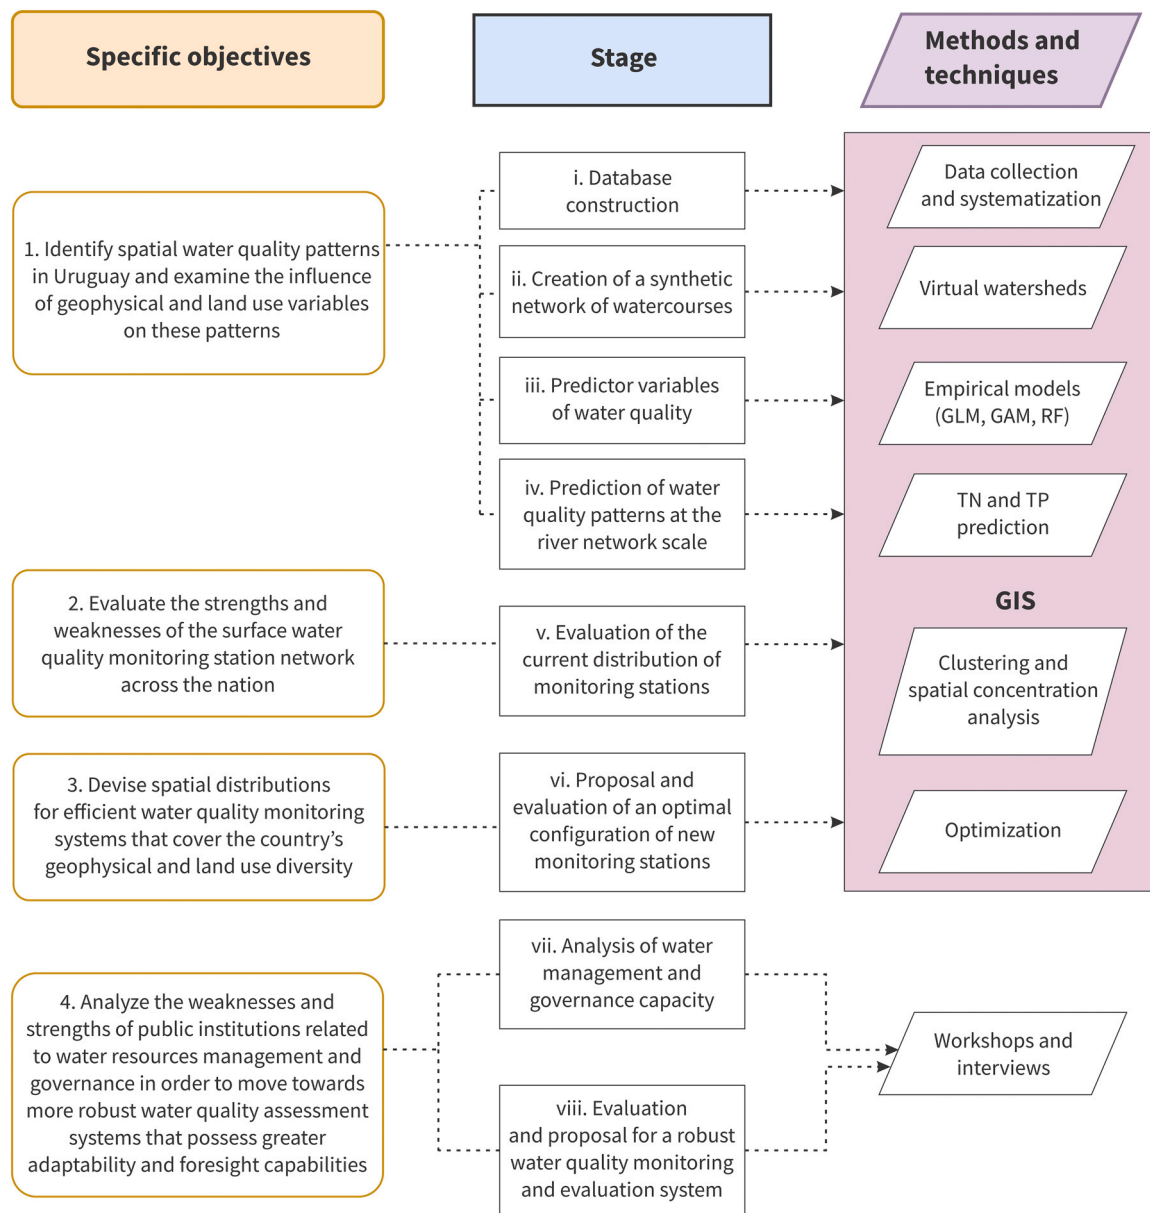 Specific objectives
Stage
Methods and
techniques
1. Identify spatial water quality patterns
in Uruguay and examine the influence
of geophysical and land use variables
on these patterns
i. Database
construction
Data collection
and systematization
ii. Creation of a synthetic
network of watercourses
Virtual watersheds
iii. Predictor variables
of water quality
Empirical models
(GLM, GAM, RF)
iv. Prediction of water
quality patterns at the
river network scale
TN and TP
prediction
GIS
2. Evaluate the strengths and
weaknesses of the surface water
quality monitoring station network
across the nation
v. Evaluation of the
current distribution of
monitoring stations
Clustering and
spatial concentration
analysis
3. Devise spatial distributions
for efficient water quality monitoring
systems that cover the country’s
geophysical and land use diversity
vi. Proposal and
evaluation of an optimal
configuration of new
monitoring stations
Optimization
4. Analyze the weaknesses and
strengths of public institutions related
to water resources management and
governance in order to move towards
more robust water quality assessment
systems that possess greater
adaptability and foresight capabilities
vii. Analysis of water
management and
governance capacity
viii. Evaluation
and proposal for a robust
water quality monitoring
and evaluation system
Workshops and
interviews